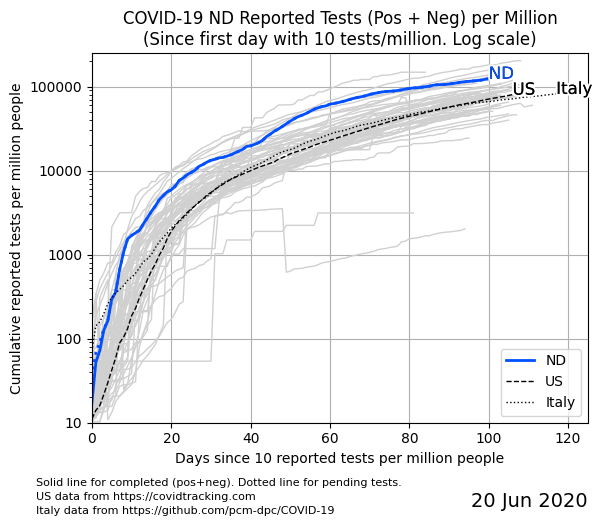 COVID-19 ND Reported Tests (Pos + Neg) per Million
(Since first day with 10 tests/million. Log scale)
Cumulative reported tests per million people
100000
10000
1000
100
10
ND
US
Italy
ND
US
Italy
0 20 40 60 80 100 120
Days since 10 reported tests per million people
Solid line for completed (pos+neg). Dotted line for pending tests.
US data from https://covidtracking.com
Italy data from https://github.com/pcm-dpc/COVID-19
20 Jun 2020